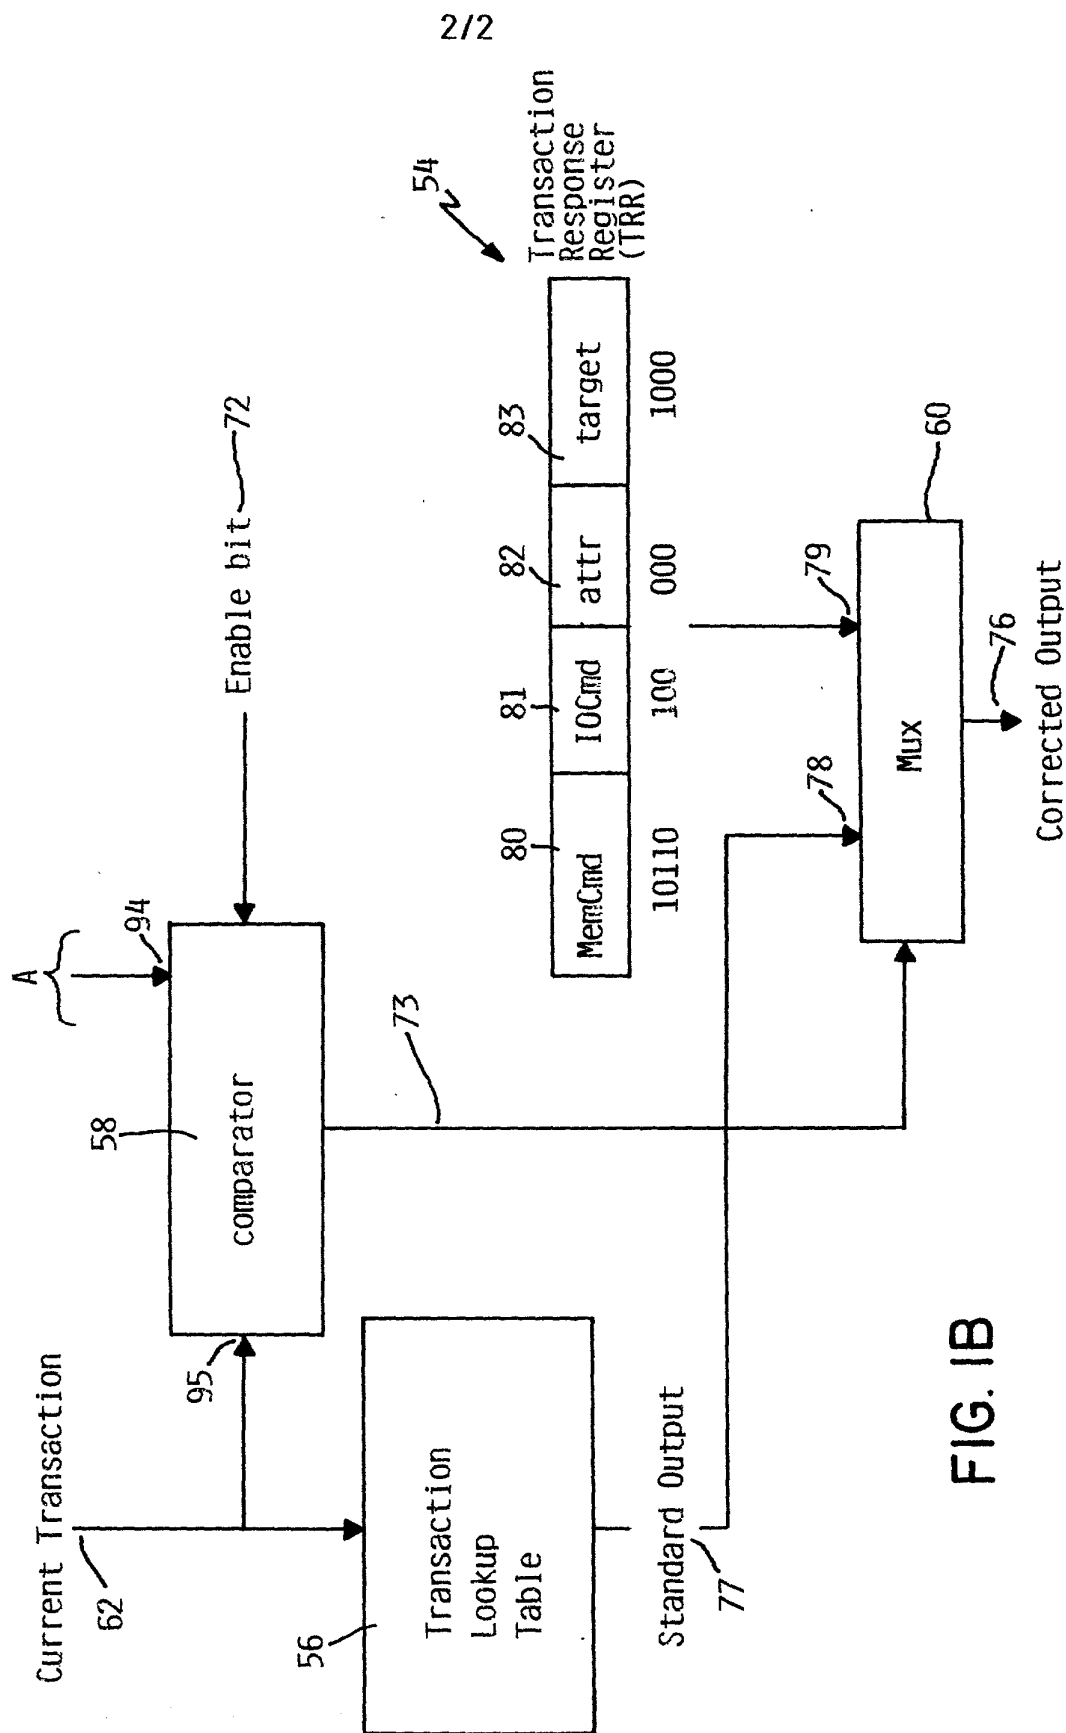 2/2
Current Transaction
62
A
94
95
58
comparator
Enable bit
72
56
Transaction
Lookup
Table
73
54
Transaction
Response
Register
(TRR)
80
81
82
83
MemCmd
IOCmd
attr
target
10110
100
000
1000
Standard Output
77
78
79
Mux
60
76
Corrected Output
FIG. 1B